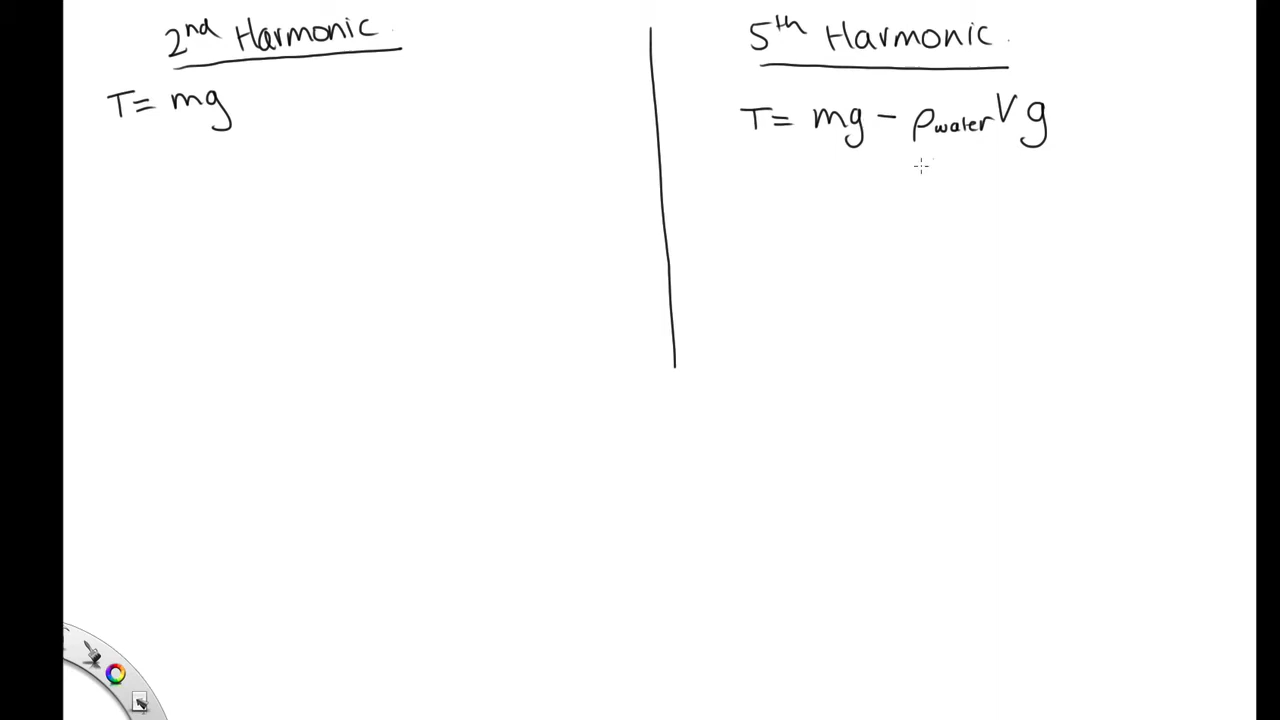 2nd Harmonic
T = mg
5th Harmonic
T = mg - ρwater V g